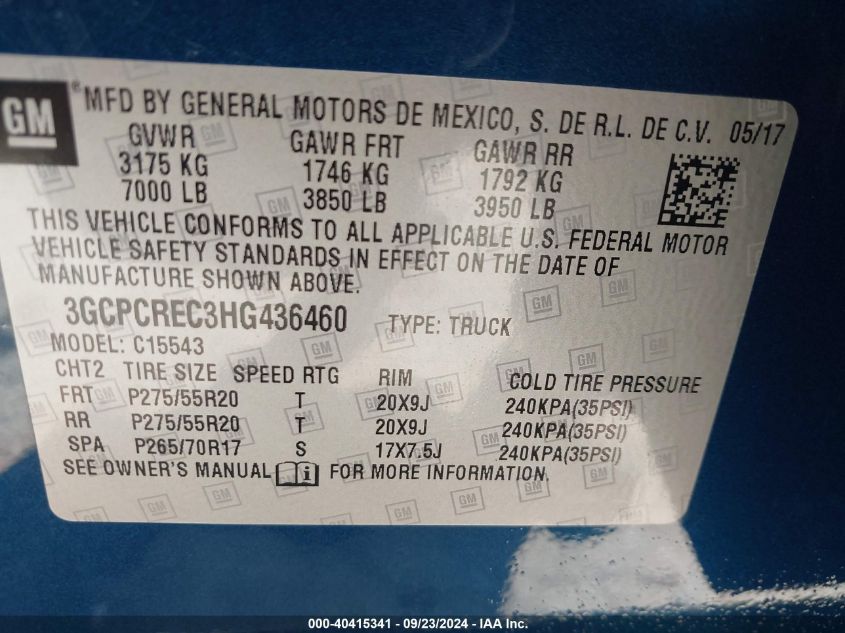 GM
® MFD BY GENERAL MOTORS DE MEXICO, S. DE R.L. DE C.V. 05/17
GVWR GAWR FRT GAWR RR
3175 KG 1746 KG 1792 KG
7000 LB 3850 LB 3950 LB
THIS VEHICLE CONFORMS TO ALL APPLICABLE U.S. FEDERAL MOTOR
VEHICLE SAFETY STANDARDS IN EFFECT ON THE DATE OF
MANUFACTURE SHOWN ABOVE.
3GCPCREC3HG436460 TYPE: TRUCK
MODEL: C15543
CHT2 TIRE SIZE SPEED RTG RIM COLD TIRE PRESSURE
FRT P275/55R20 T 20X9J 240KPA(35PSI)
RR P275/55R20 T 20X9J 240KPA(35PSI)
SPA P265/70R17 S 17X7.5J 240KPA(35PSI)
SEE OWNER'S MANUAL i FOR MORE INFORMATION.
000-40415341 - 09/23/2024 - IAA Inc.